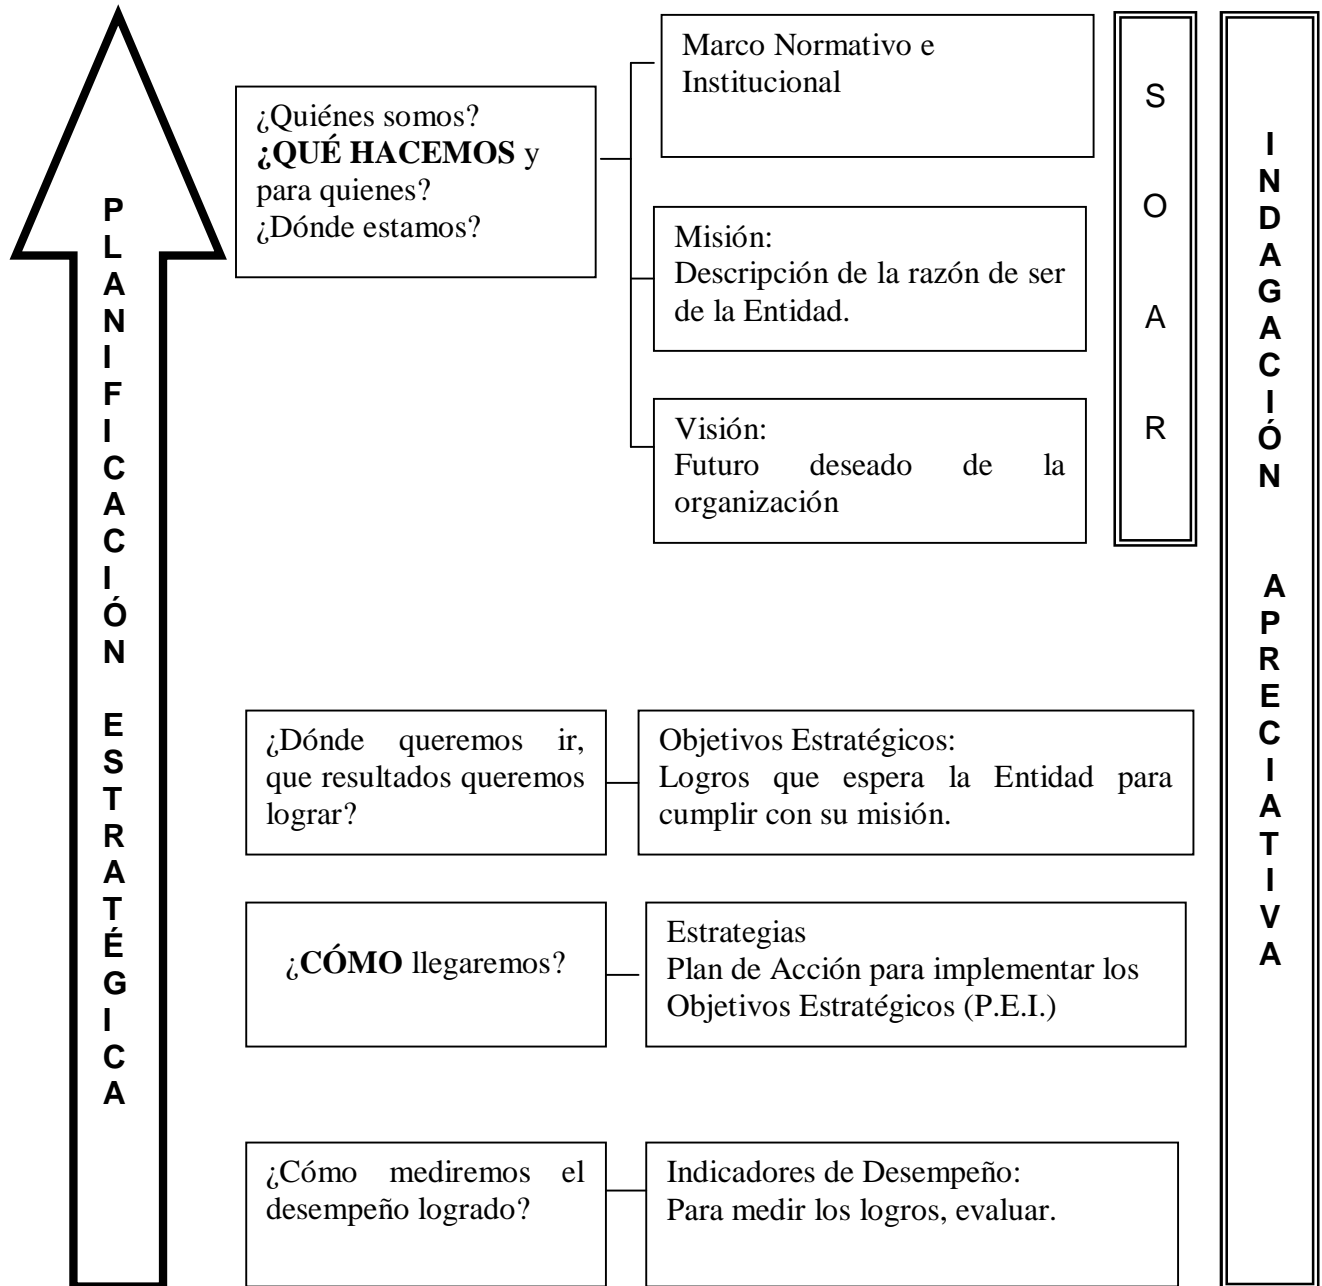 PLANIFICACIÓN ESTRATÉGICA
¿Quiénes somos?
¿QUÉ HACEMOS y
para quienes?
¿Dónde estamos?
Marco Normativo e
Institucional
Misión:
Descripción de la razón de ser
de la Entidad.
Visión:
Futuro deseado de la
organización
SOAR
INDAGACIÓN APRECIATIVA
¿Dónde queremos ir,
que resultados queremos
lograr?
Objetivos Estratégicos:
Logros que espera la Entidad para
cumplir con su misión.
¿CÓMO llegaremos?
Estrategias
Plan de Acción para implementar los
Objetivos Estratégicos (P.E.I.)
¿Cómo mediremos el
desempeño logrado?
Indicadores de Desempeño:
Para medir los logros, evaluar.